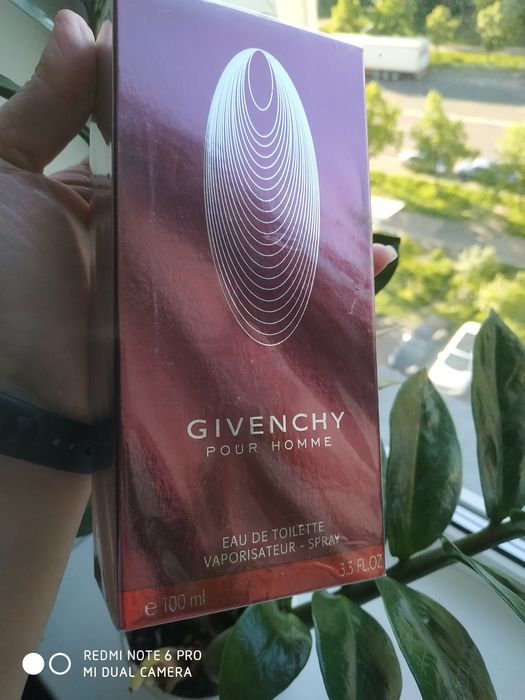 GIVENCHY
POUR HOMME
EAU DE TOILETTE
VAPORISATEUR - SPRAY
e 100 ml 3.3 FL.OZ
REDMI NOTE 6 PRO
MI DUAL CAMERA